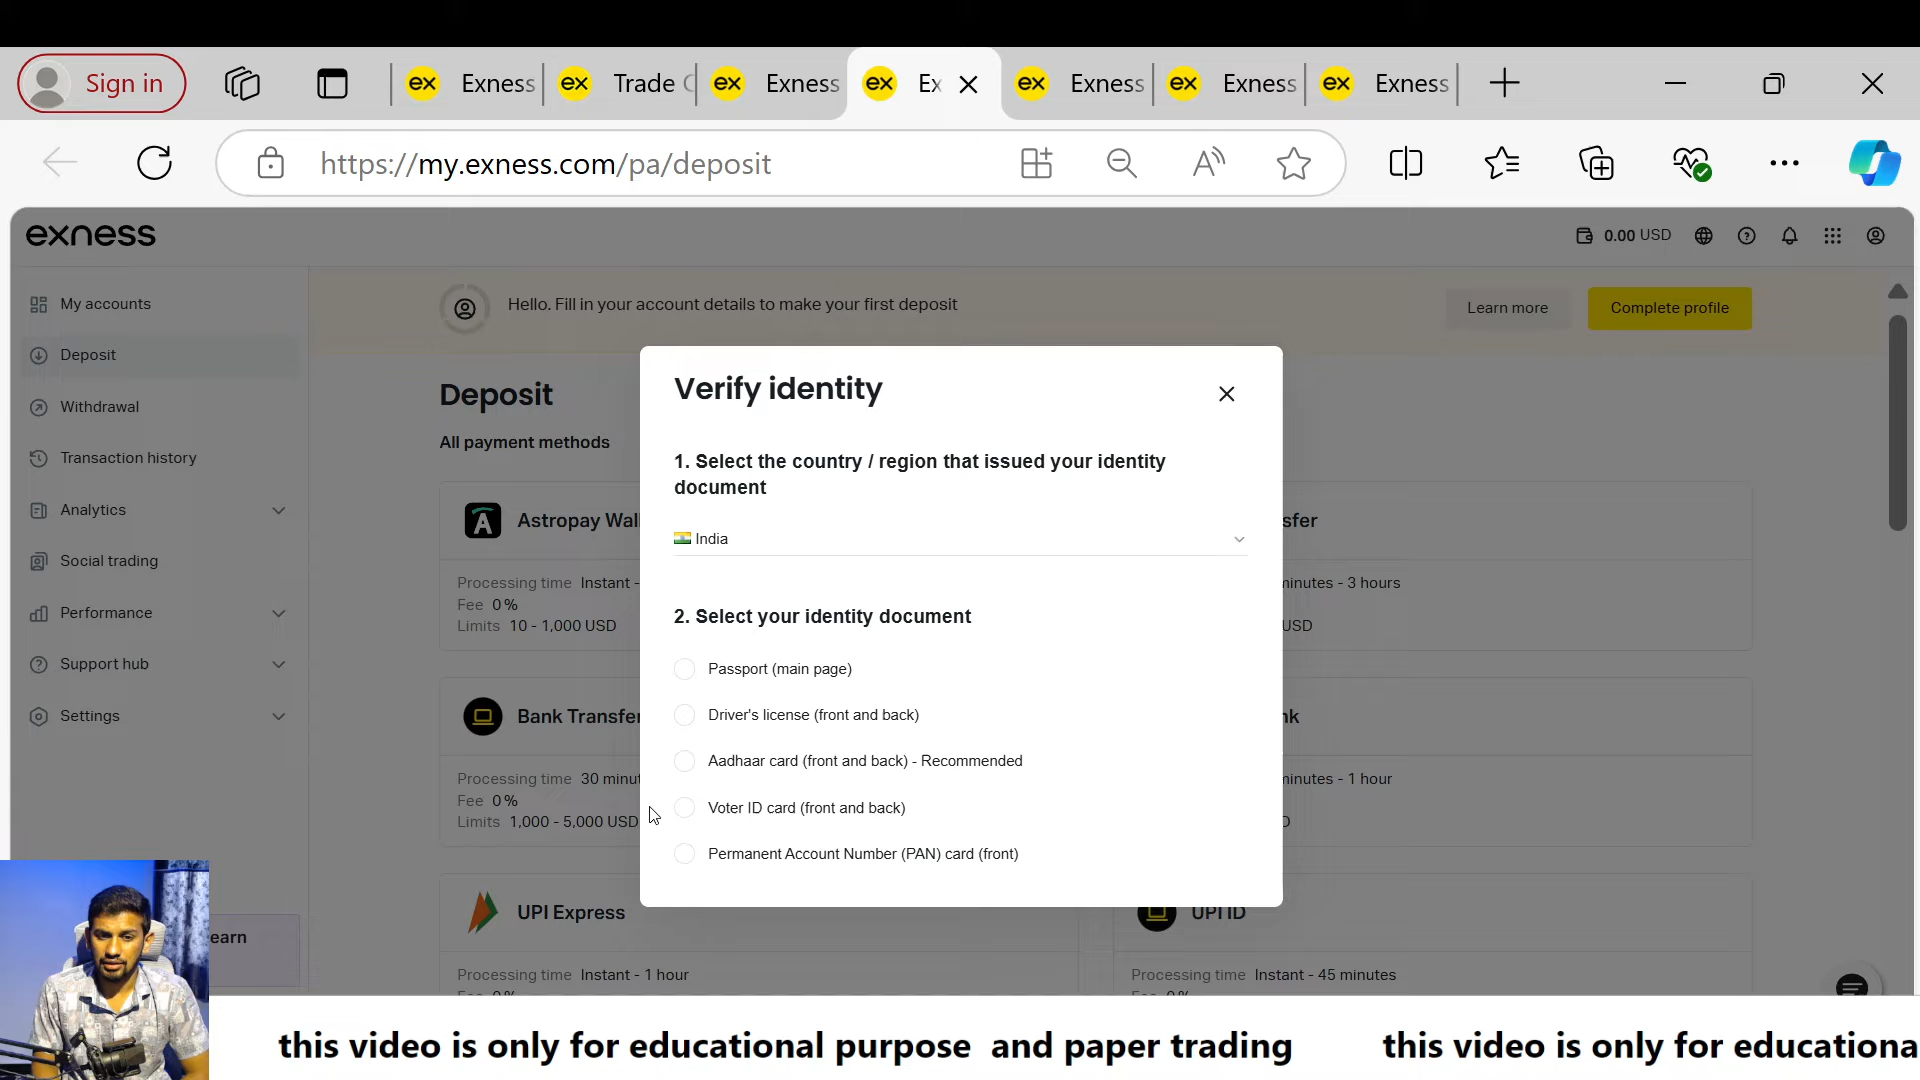 Sign in
Exness
Trade
Exness
Ex
Exness
Exness
Exness
https://my.exness.com/pa/deposit
exness
0.00 USD
My accounts
Deposit
Withdrawal
Transaction history
Analytics
Social trading
Performance
Support hub
Settings
earn
Hello. Fill in your account details to make your first deposit
Learn more
Complete profile
Deposit
All payment methods
Astropay Wal
sfer
Processing time Instant -
inutes - 3 hours
Fee 0%
Limits 10 - 1,000 USD
USD
Bank Transfer
nk
Processing time 30 minut
inutes - 1 hour
Fee 0%
Limits 1,000 - 5,000 USD
D
UPI Express
UPI ID
Processing time Instant - 1 hour
Processing time Instant - 45 minutes
Fee 0%
Fee 0%
Verify identity
1. Select the country / region that issued your identity
document
India
2. Select your identity document
Passport (main page)
Driver's license (front and back)
Aadhaar card (front and back) - Recommended
Voter ID card (front and back)
Permanent Account Number (PAN) card (front)
this video is only for educational purpose and paper trading
this video is only for educationa